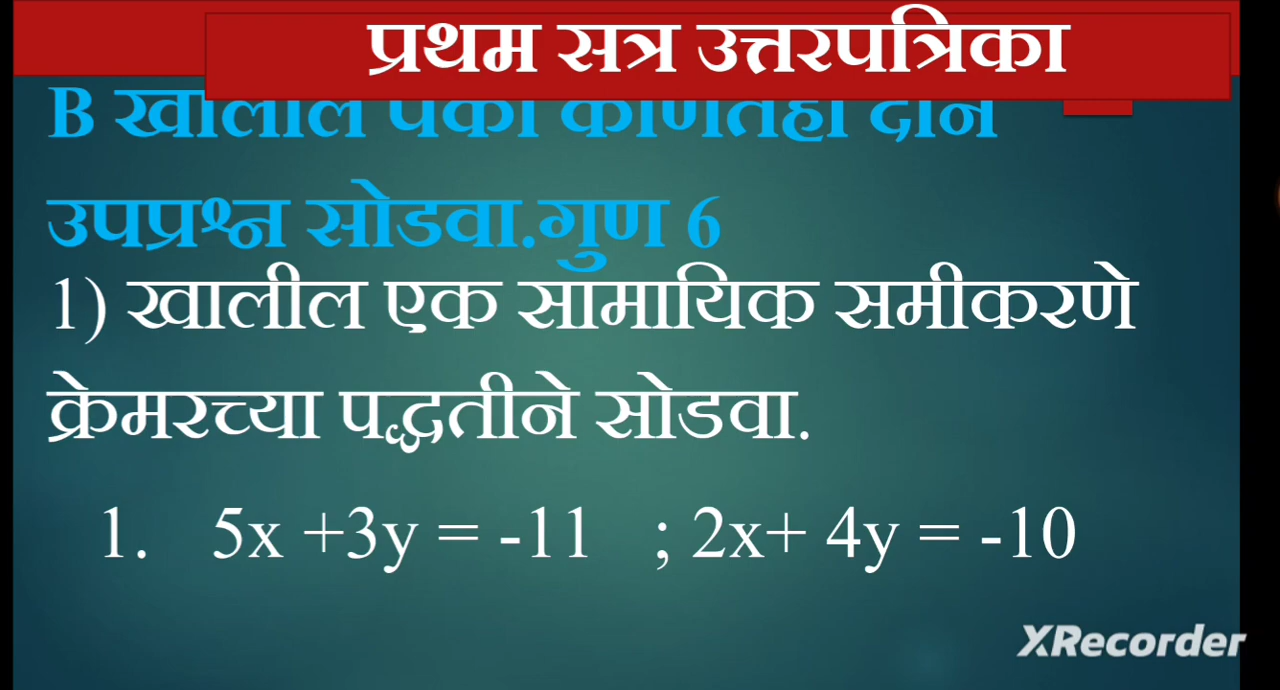 प्रथम सत्र उत्तरपत्रिका
B खालील पैकी कोणतेही दोन
उपप्रश्न सोडवा.गुण 6
1) खालील एक सामायिक समीकरणे
क्रेमरच्या पद्धतीने सोडवा.
1. 5x +3y = -11 ; 2x+ 4y = -10
XRecorder